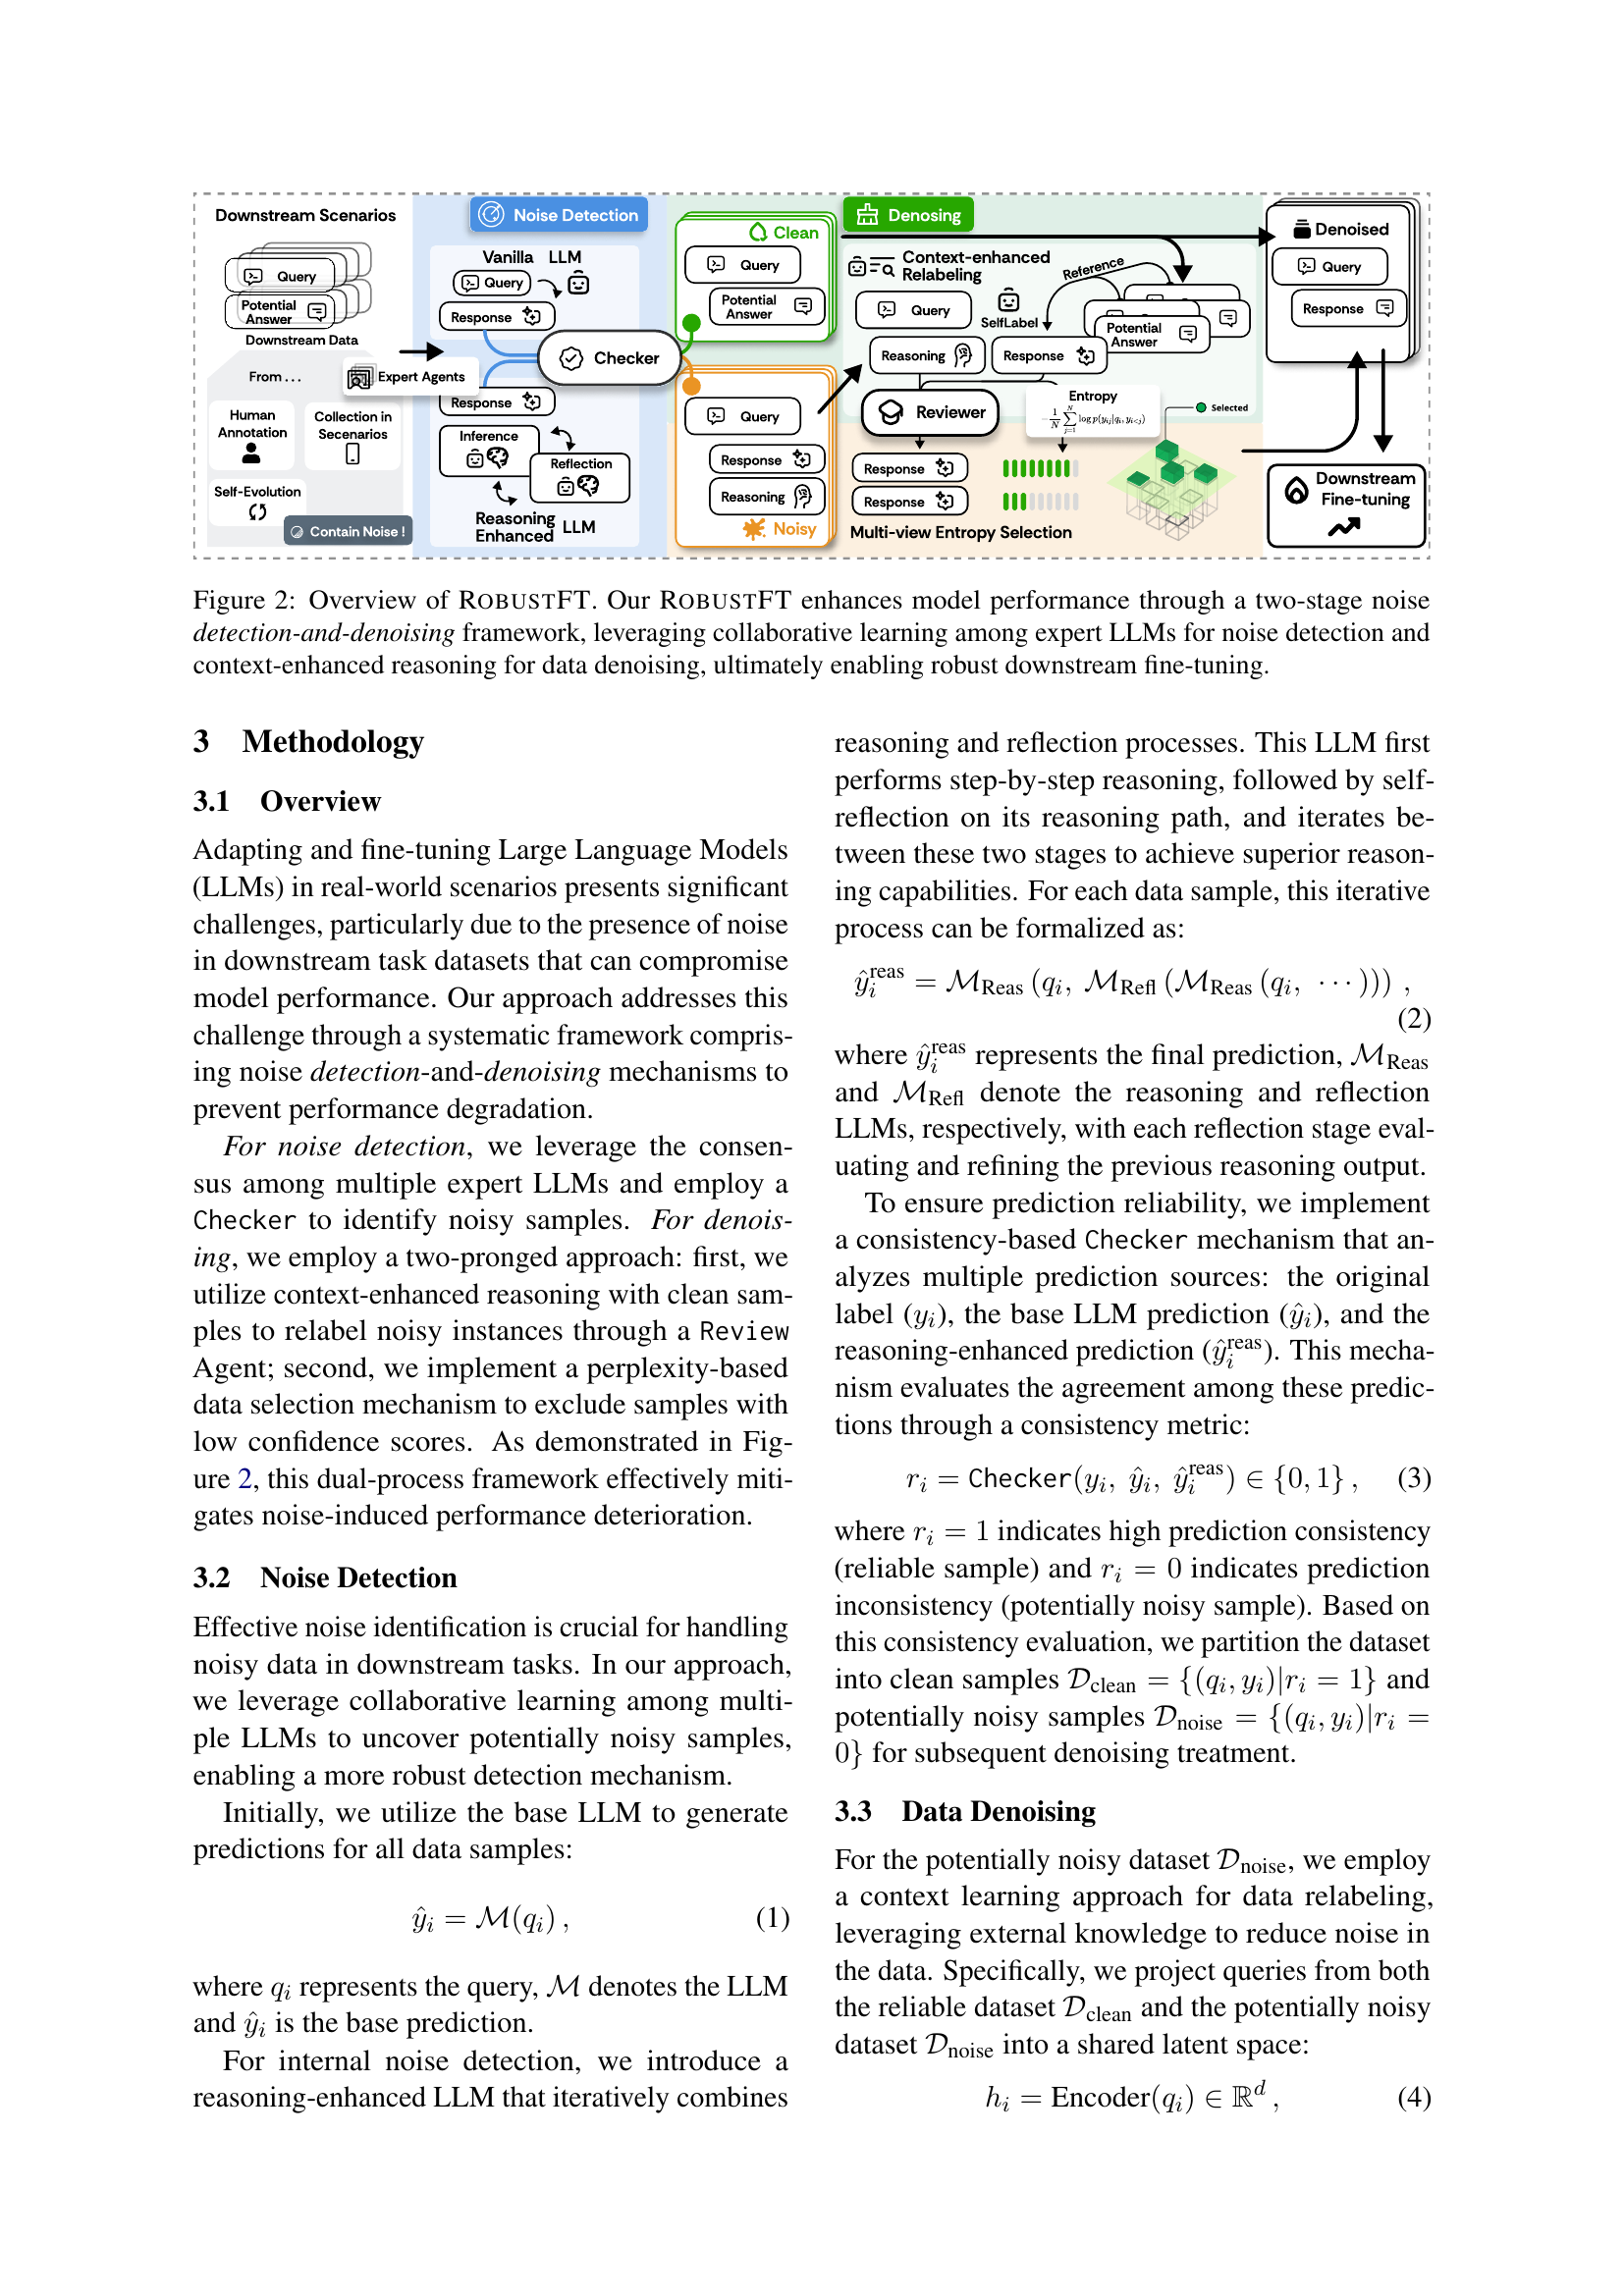 Downstream Scenarios
Query
Potential
Answer
Downstream Data
From ...
Expert Agents
Human
Annotation
Collection in
Secenarios
Self-Evolution
Contain Noise !
Noise Detection
Vanilla LLM
Query
Response
Checker
Response
Inference
Reflection
Reasoning
Enhanced LLM
Clean
Query
Potential
Answer
Query
Response
Reasoning
Noisy
Denosing
Context-enhanced
Relabeling
Reference
Query
SelfLabel
Potential
Answer
Reasoning
Response
Reviewer
Entropy
$-\frac{1}{N}\sum_{j=1}^{N} \log p(y_{ij}|q_i, y_{i<j})$
Selected
Response
Response
Multi-view Entropy Selection
Denoised
Query
Response
Downstream
Fine-tuning
Figure 2: Overview of ROBUSTFT. Our ROBUSTFT enhances model performance through a two-stage noise
detection-and-denoising framework, leveraging collaborative learning among expert LLMs for noise detection and
context-enhanced reasoning for data denoising, ultimately enabling robust downstream fine-tuning.
3 Methodology
3.1 Overview
Adapting and fine-tuning Large Language Models
(LLMs) in real-world scenarios presents significant
challenges, particularly due to the presence of noise
in downstream task datasets that can compromise
model performance. Our approach addresses this
challenge through a systematic framework compris-
ing noise detection-and-denoising mechanisms to
prevent performance degradation.
For noise detection, we leverage the consen-
sus among multiple expert LLMs and employ a
Checker to identify noisy samples. For denois-
ing, we employ a two-pronged approach: first, we
utilize context-enhanced reasoning with clean sam-
ples to relabel noisy instances through a Review
Agent; second, we implement a perplexity-based
data selection mechanism to exclude samples with
low confidence scores. As demonstrated in Fig-
ure 2, this dual-process framework effectively miti-
gates noise-induced performance deterioration.
3.2 Noise Detection
Effective noise identification is crucial for handling
noisy data in downstream tasks. In our approach,
we leverage collaborative learning among multi-
ple LLMs to uncover potentially noisy samples,
enabling a more robust detection mechanism.
Initially, we utilize the base LLM to generate
predictions for all data samples:
$\hat{y}_i = \mathcal{M}(q_i)\,,$ (1)
where $q_i$ represents the query, $\mathcal{M}$ denotes the LLM
and $\hat{y}_i$ is the base prediction.
For internal noise detection, we introduce a
reasoning-enhanced LLM that iteratively combines
reasoning and reflection processes. This LLM first
performs step-by-step reasoning, followed by self-
reflection on its reasoning path, and iterates be-
tween these two stages to achieve superior reason-
ing capabilities. For each data sample, this iterative
process can be formalized as:
$\hat{y}_i^{\text{reas}} = \mathcal{M}_{\text{Reas}}(q_i, \mathcal{M}_{\text{Refl}}(\mathcal{M}_{\text{Reas}}(q_i, \cdots)))\,,$
(2)
where $\hat{y}_i^{\text{reas}}$ represents the final prediction, $\mathcal{M}_{\text{Reas}}$
and $\mathcal{M}_{\text{Refl}}$ denote the reasoning and reflection
LLMs, respectively, with each reflection stage eval-
uating and refining the previous reasoning output.
To ensure prediction reliability, we implement
a consistency-based Checker mechanism that an-
alyzes multiple prediction sources: the original
label ($y_i$), the base LLM prediction ($\hat{y}_i$), and the
reasoning-enhanced prediction ($\hat{y}_i^{\text{reas}}$). This mecha-
nism evaluates the agreement among these predic-
tions through a consistency metric:
$r_i = \texttt{Checker}(y_i, \hat{y}_i, \hat{y}_i^{\text{reas}}) \in \{0, 1\}\,,$ (3)
where $r_i = 1$ indicates high prediction consistency
(reliable sample) and $r_i = 0$ indicates prediction
inconsistency (potentially noisy sample). Based on
this consistency evaluation, we partition the dataset
into clean samples $\mathcal{D}_{\text{clean}} = \{(q_i, y_i)|r_i = 1\}$ and
potentially noisy samples $\mathcal{D}_{\text{noise}} = \{(q_i, y_i)|r_i =$
$0\}$ for subsequent denoising treatment.
3.3 Data Denoising
For the potentially noisy dataset $\mathcal{D}_{\text{noise}}$, we employ
a context learning approach for data relabeling,
leveraging external knowledge to reduce noise in
the data. Specifically, we project queries from both
the reliable dataset $\mathcal{D}_{\text{clean}}$ and the potentially noisy
dataset $\mathcal{D}_{\text{noise}}$ into a shared latent space:
$h_i = \text{Encoder}(q_i) \in \mathbb{R}^d\,,$ (4)